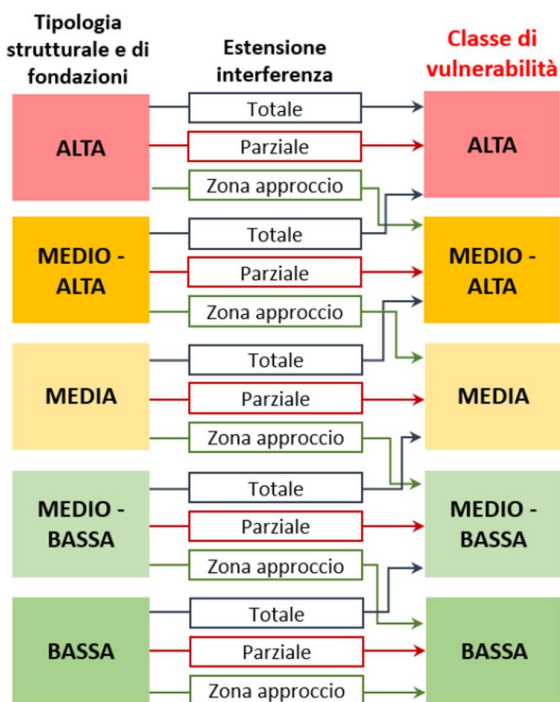 Tipologia
strutturale e di
fondazioni
Estensione
interferenza
Classe di
vulnerabilità
ALTA
Totale
Parziale
Zona approccio
ALTA
MEDIO -
ALTA
Totale
Parziale
Zona approccio
MEDIO -
ALTA
MEDIA
Totale
Parziale
Zona approccio
MEDIA
MEDIO -
BASSA
Totale
Parziale
Zona approccio
MEDIO -
BASSA
BASSA
Totale
Parziale
Zona approccio
BASSA